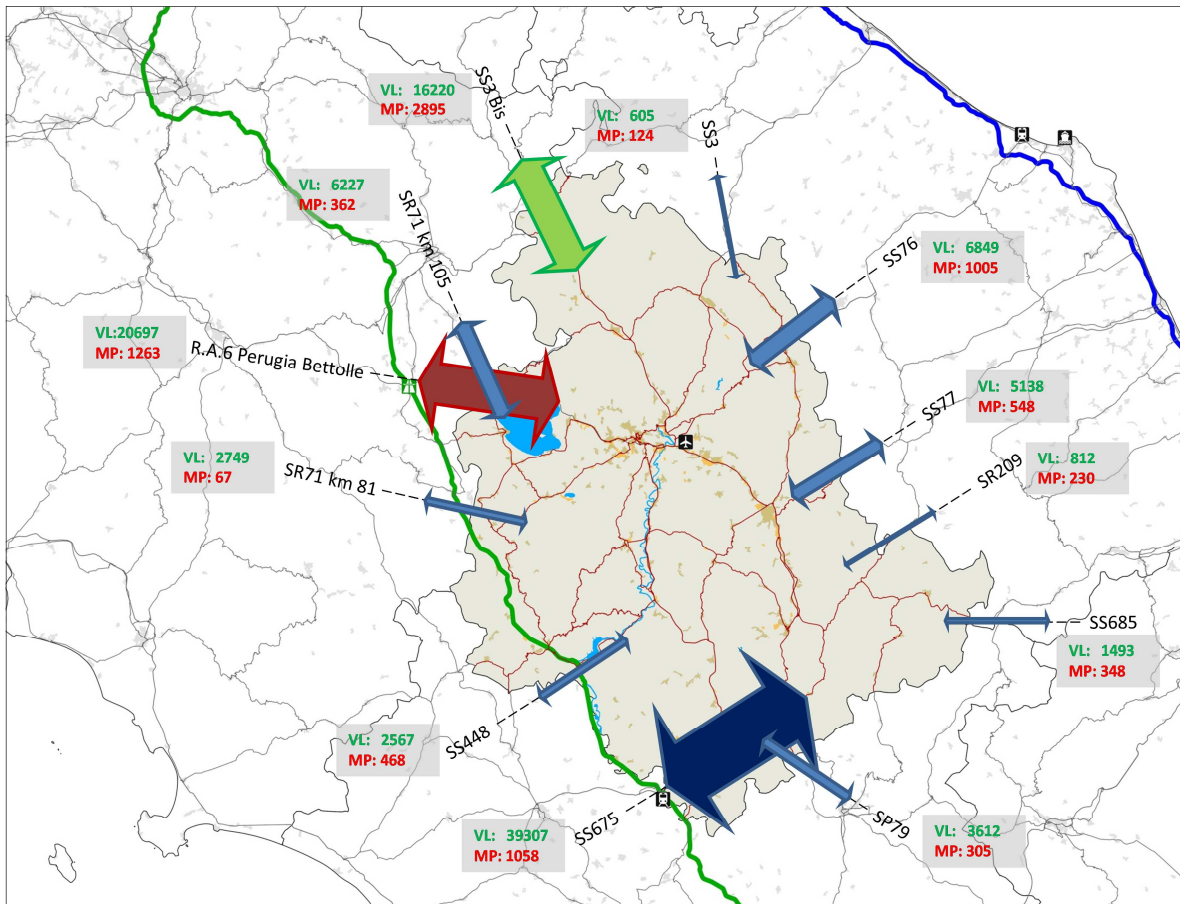 VL: 16220
MP: 2895
SS3 Bis
VL: 605
MP: 124
SS3
VL: 6227
MP: 362
SR71 km 105
SS76
VL: 6849
MP: 1005
VL:20697
MP: 1263
R.A.6 Perugia Bettolle
VL: 5138
MP: 548
SS77
VL: 2749
MP: 67
SR71 km 81
VL: 812
MP: 230
SR209
SS685
VL: 1493
MP: 348
VL: 2567
MP: 468
SS448
VL: 39307
MP: 1058
SS675
SP79
VL: 3612
MP: 305